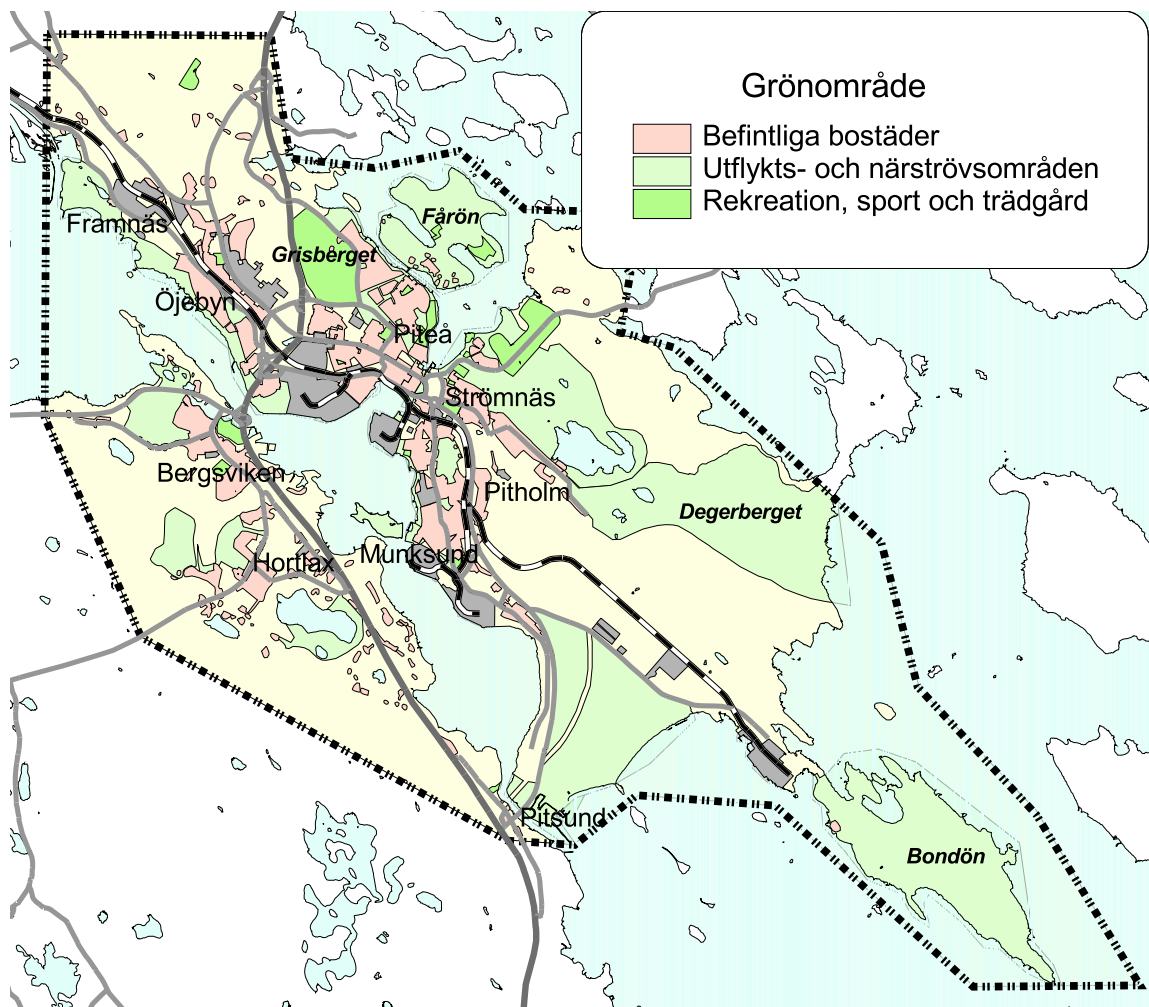 Grönområde
Befintliga bostäder
Utflykts- och närströvsområden
Rekreation, sport och trädgård
Framnäs
Fårön
Grisberget
Öjebyn
Piteå
Strömnäs
Bergsviken
Pitholm
Degerberget
Munksund
Hortlax
Pitsund
Bondön